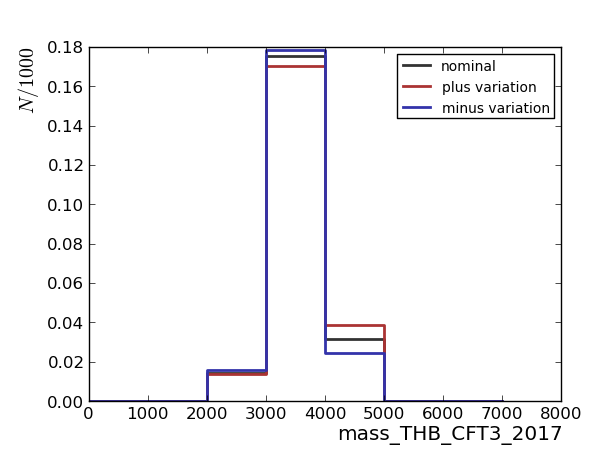 N/1000
0.18
0.16
0.14
0.12
0.10
0.08
0.06
0.04
0.02
0.00
nominal
plus variation
minus variation
0 1000 2000 3000 4000 5000 6000 7000 8000
mass_THB_CFT3_2017